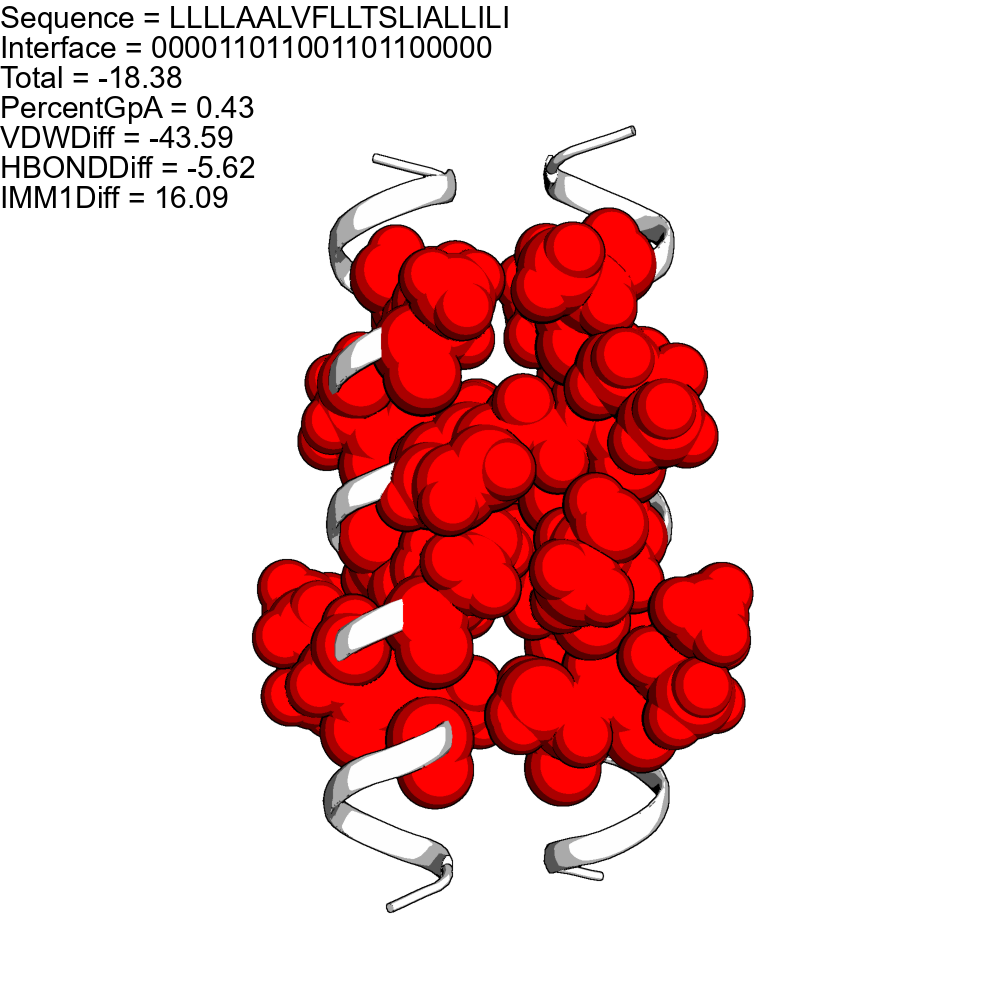 Sequence = LLLLAALVFLLTSLIALLILI
Interface = 000011011001101100000
Total = -18.38
PercentGpA = 0.43
VDWDiff = -43.59
HBONDDiff = -5.62
IMM1Diff = 16.09